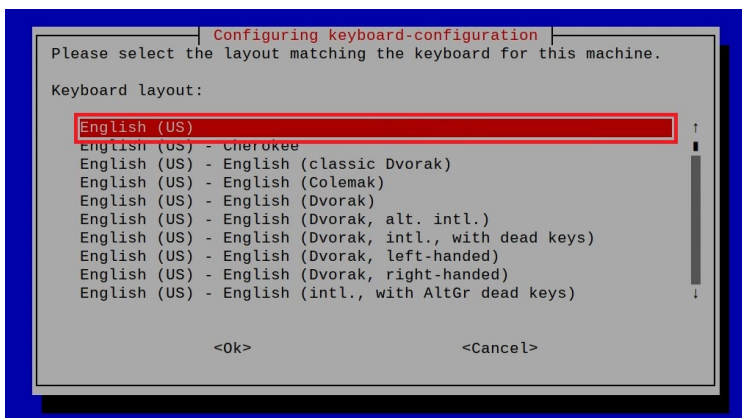 Configuring keyboard-configuration
Please select the layout matching the keyboard for this machine.
Keyboard layout:
English (US)
English (US) - Cherokee
English (US) - English (classic Dvorak)
English (US) - English (Colemak)
English (US) - English (Dvorak)
English (US) - English (Dvorak, alt. intl.)
English (US) - English (Dvorak, intl., with dead keys)
English (US) - English (Dvorak, left-handed)
English (US) - English (Dvorak, right-handed)
English (US) - English (intl., with AltGr dead keys)
<Ok> <Cancel>